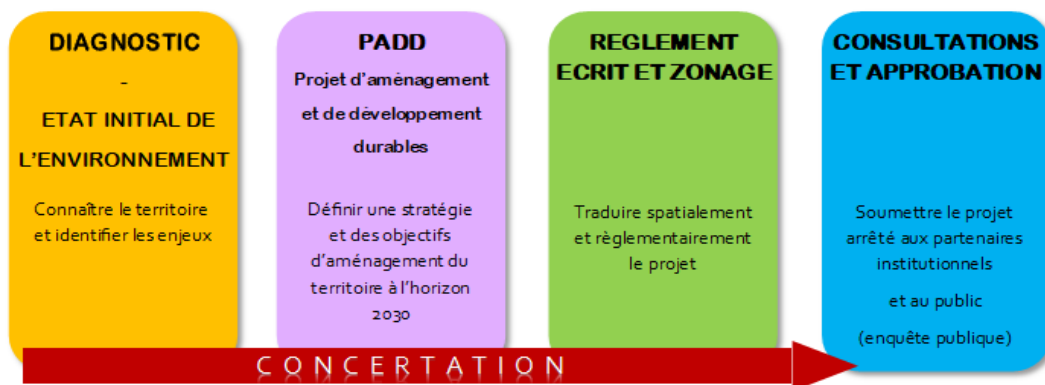 DIAGNOSTIC
-
ETAT INITIAL DE
L'ENVIRONNEMENT
Connaître le territoire
et identifier les enjeux
PADD
Projet d'aménagement
et de développement
durables
Définir une stratégie
et des objectifs
d'aménagement du
territoire à l'horizon
2030
REGLEMENT
ECRIT ET ZONAGE
Traduire spatialement
et règlementairement
le projet
CONSULTATIONS
ET APPROBATION
Soumettre le projet
arrêté aux partenaires
institutionnels
et au public
(enquête publique)
CONCERTATION